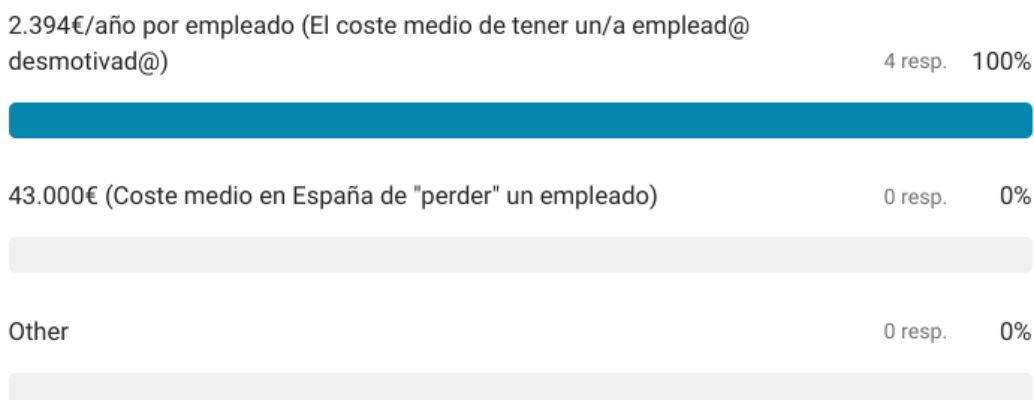 2.394€/año por empleado (El coste medio de tener un/a emplead@
desmotivad@) 4 resp. 100%
43.000€ (Coste medio en España de "perder" un empleado) 0 resp. 0%
Other 0 resp. 0%